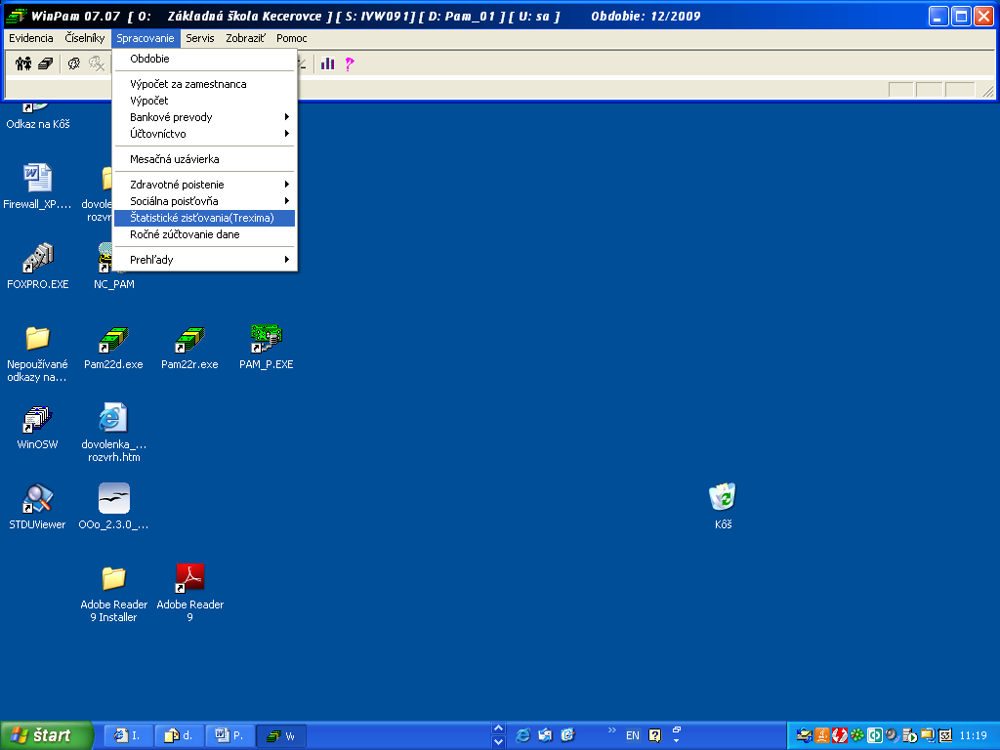 WinPam 07.07 [ O: Základná škola Kecerovce ] [ S: IVW091] [ D: Pam_01 ] [ U: sa ] Obdobie: 12/2009
Evidencia Číselníky Spracovanie Servis Zobraziť Pomoc
Obdobie
Výpočet za zamestnanca
Výpočet
Bankové prevody
Účtovníctvo
Mesačná uzávierka
Zdravotné poistenie
Sociálna poisťovňa
Štatistické zisťovania(Trexima)
Ročné zúčtovanie dane
Prehľady
Odkaz na Kôš
Firewall_XP....
dovolenk
rozvr
FOXPRO.EXE
NC_PAM
Nepoužívané
odkazy na...
Pam22d.exe
Pam22r.exe
PAM_P.EXE
WinOSW
dovolenka_...
rozvrh.htm
STDUViewer
OOo_2.3.0_...
Kôš
Adobe Reader
9 Installer
Adobe Reader
9
štart I. d. P. W EN 11:19